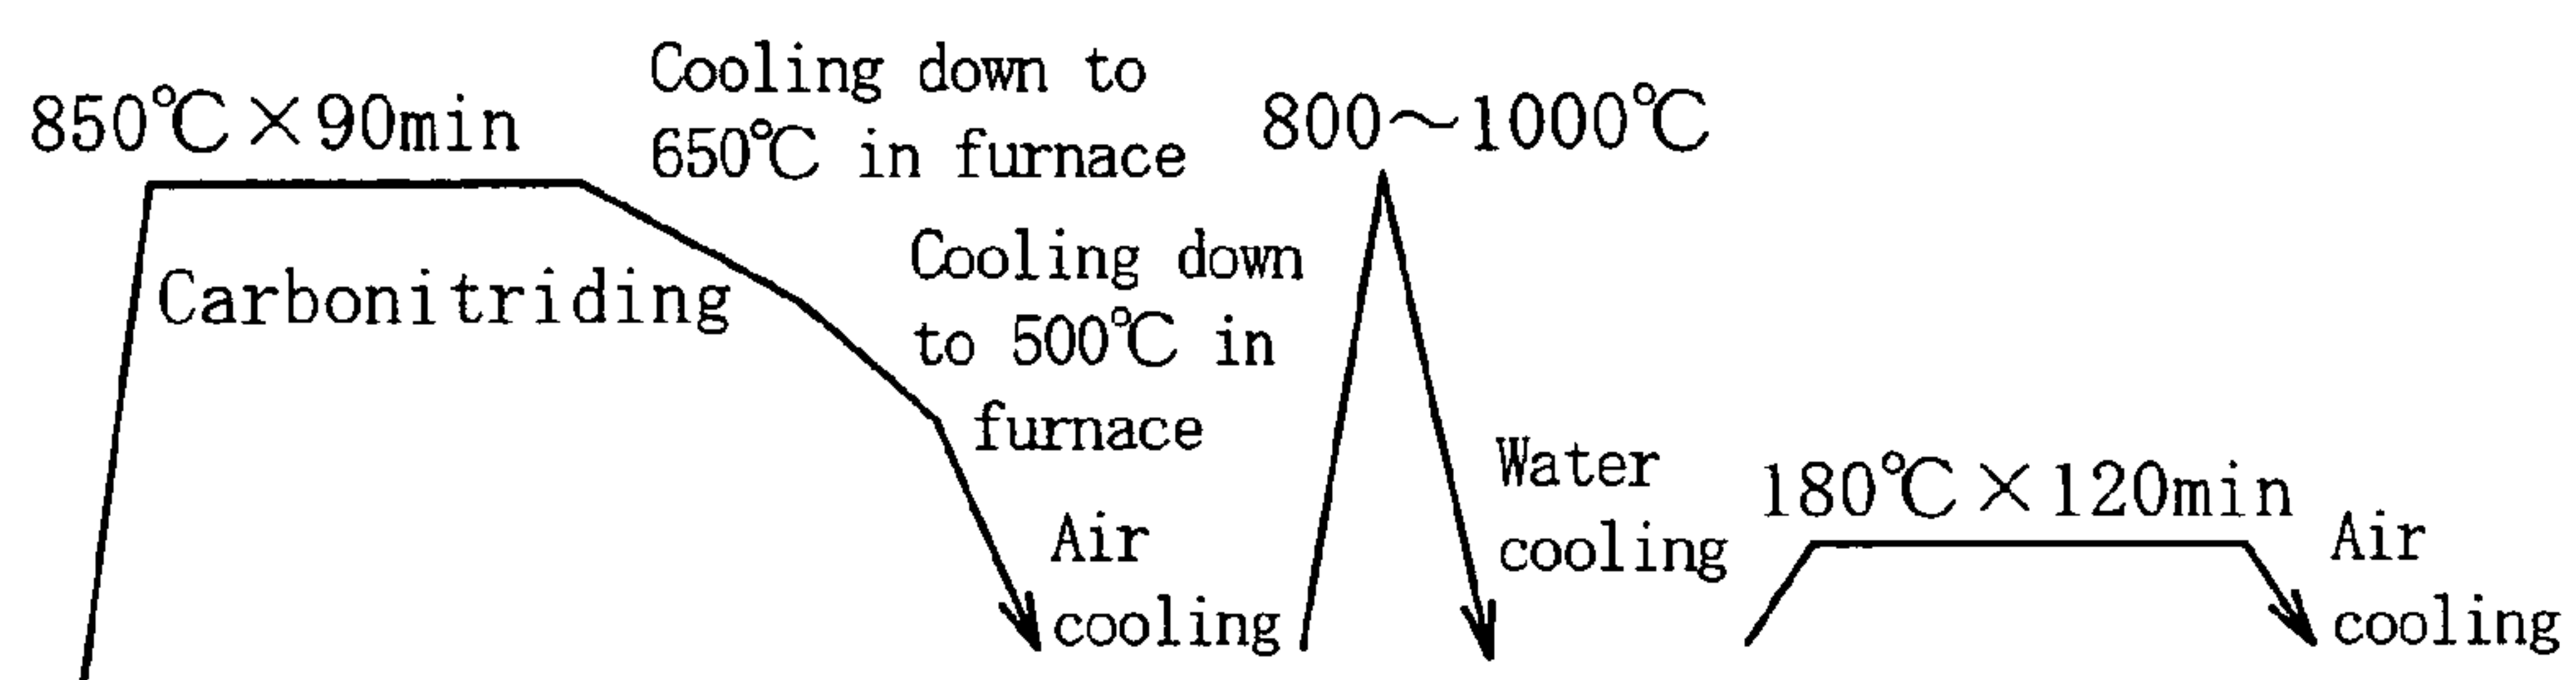 850℃×90min
Cooling down to
650℃ in furnace
800~1000℃
Carbonitriding
Cooling down
to 500℃ in
furnace
Air
cooling
Water
cooling
180℃×120min
Air
cooling